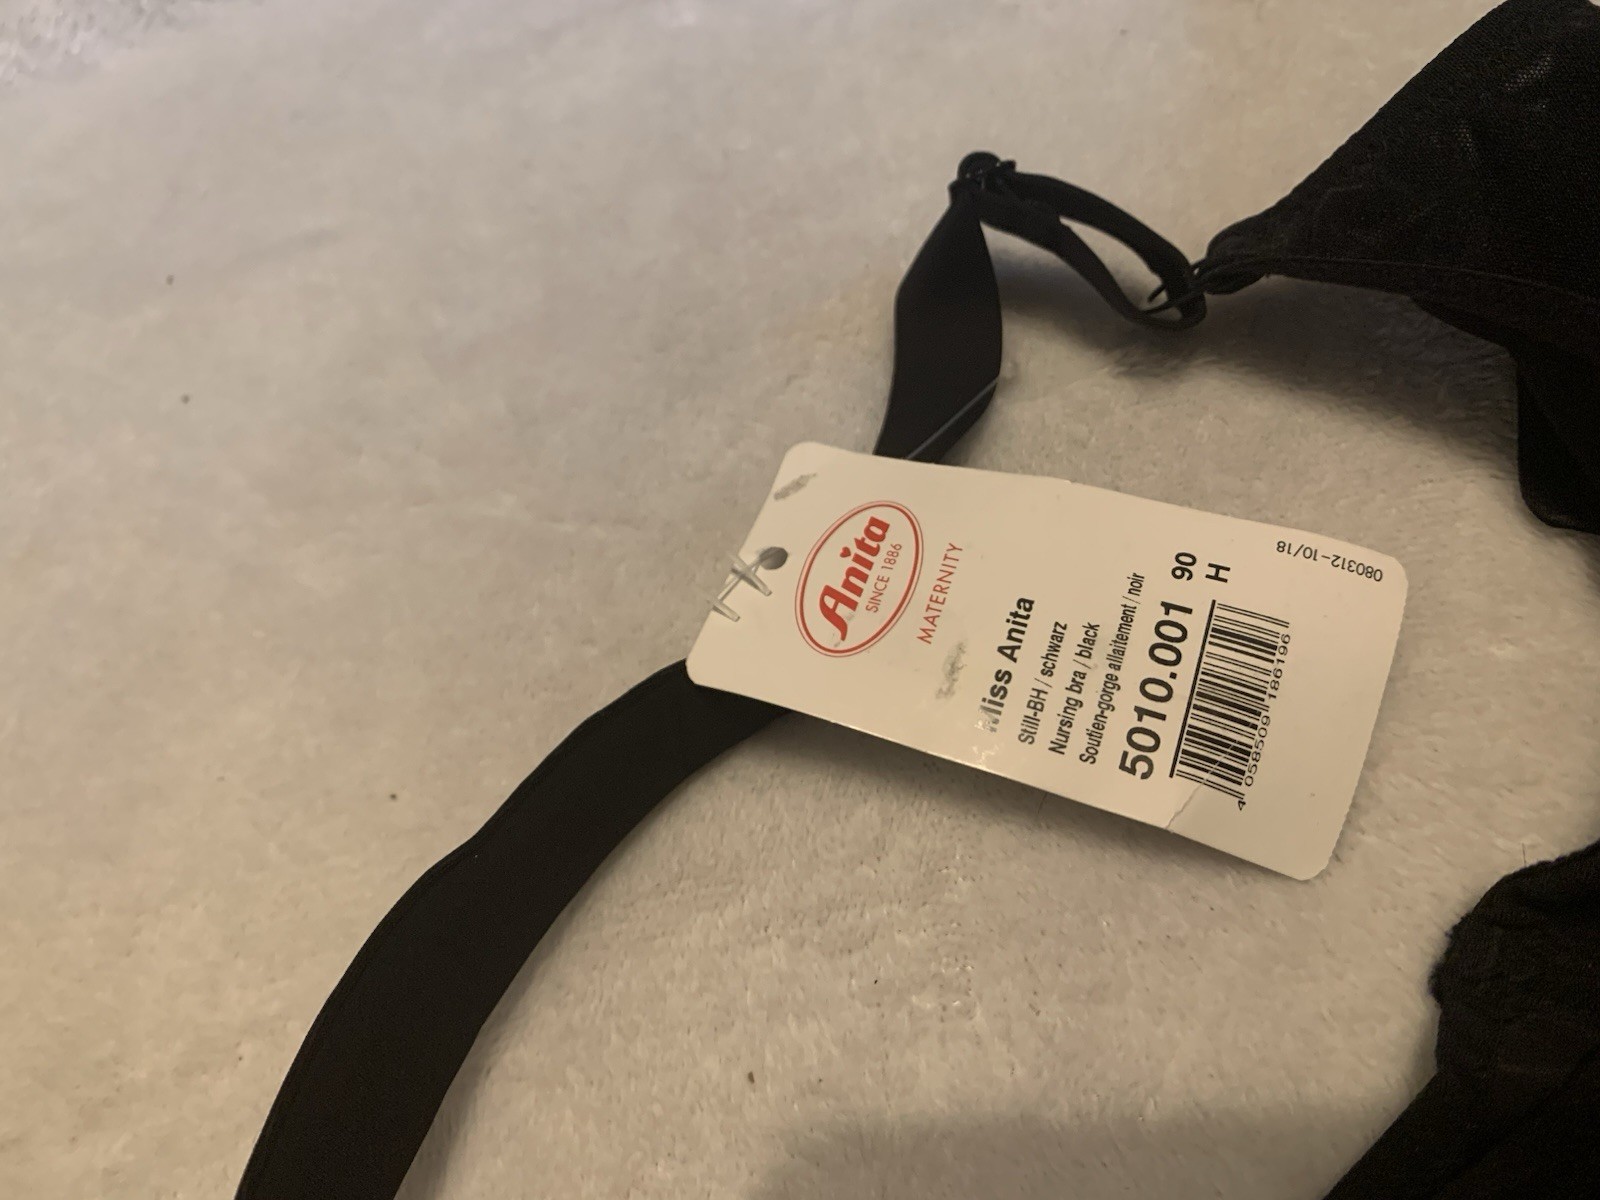 Anita
SINCE 1886
MATERNITY
Miss Anita
Still-BH / schwarz
Nursing bra / black
Soutien-gorge allaitement / noir
5010.001 90
H
4 058509 186196
080312-10/18